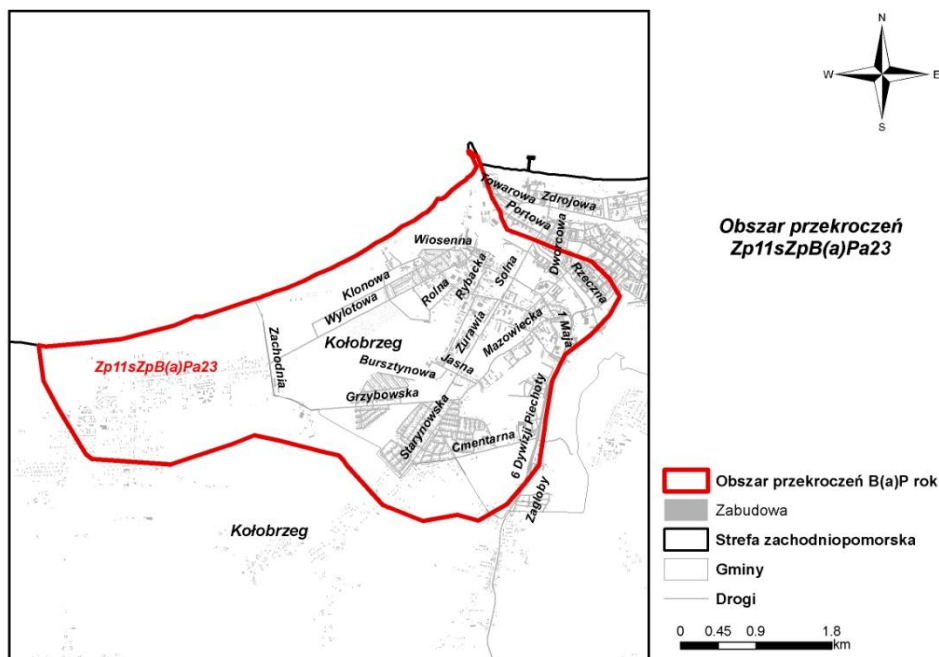 N
W
E
S
Obszar przekroczeń
Zp11sZpB(a)Pa23
Towarowa
Zdrojowa
Portowa
Dworcowa
Wiosenna
Rzeczna
Klonowa
Rybacka
Solna
Rolna
Wylotowa
1 Maja
Żurawia
Mazowiecka
Zachodnia
Kołobrzeg
Bursztynowa
Jasna
Zp11sZpB(a)Pa23
Grzybowska
Starynowska
Cmentarna
6 Dywizji Piechoty
Zagłoby
Kołobrzeg
Obszar przekroczeń B(a)P rok
Zabudowa
Strefa zachodniopomorska
Gminy
Drogi
0 0.45 0.9 1.8
km